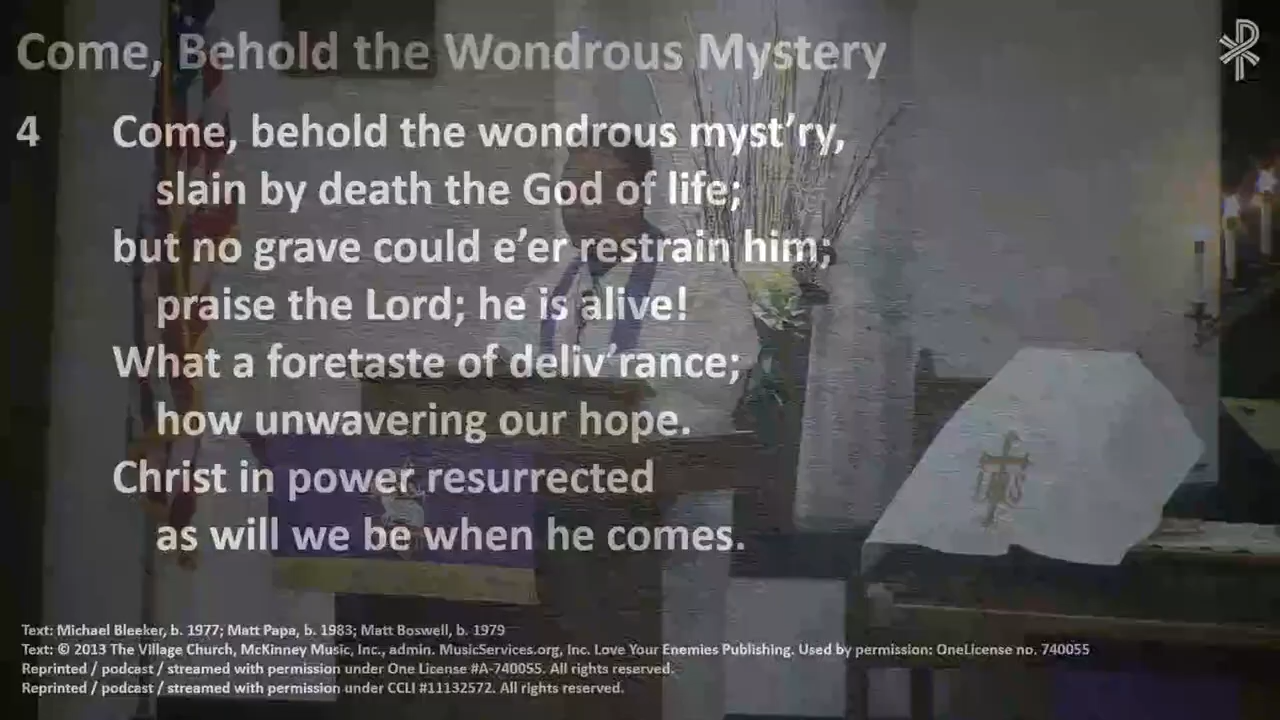 Come, Behold the Wondrous Mystery
4 Come, behold the wondrous myst’ry,
slain by death the God of life;
but no grave could e’er restrain him;
praise the Lord; he is alive!
What a foretaste of deliv’rance;
how unwavering our hope.
Christ in power resurrected
as will we be when he comes.
Text: Michael Bleeker, b. 1977; Matt Papa, b. 1983; Matt Boswell, b. 1979
Text: © 2013 The Village Church, McKinney Music, Inc., admin. MusicServices.org, Inc. Love Your Enemies Publishing. Used by permission: OneLicense no. 740055
Reprinted / podcast / streamed with permission under One License #A-740055. All rights reserved.
Reprinted / podcast / streamed with permission under CCLI #11132572. All rights reserved.